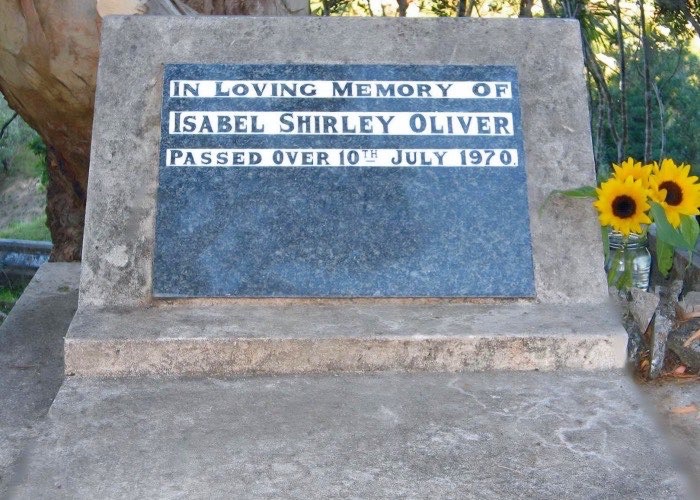 In Loving Memory Of
Isabel Shirley Oliver
Passed Over 10TH July 1970.